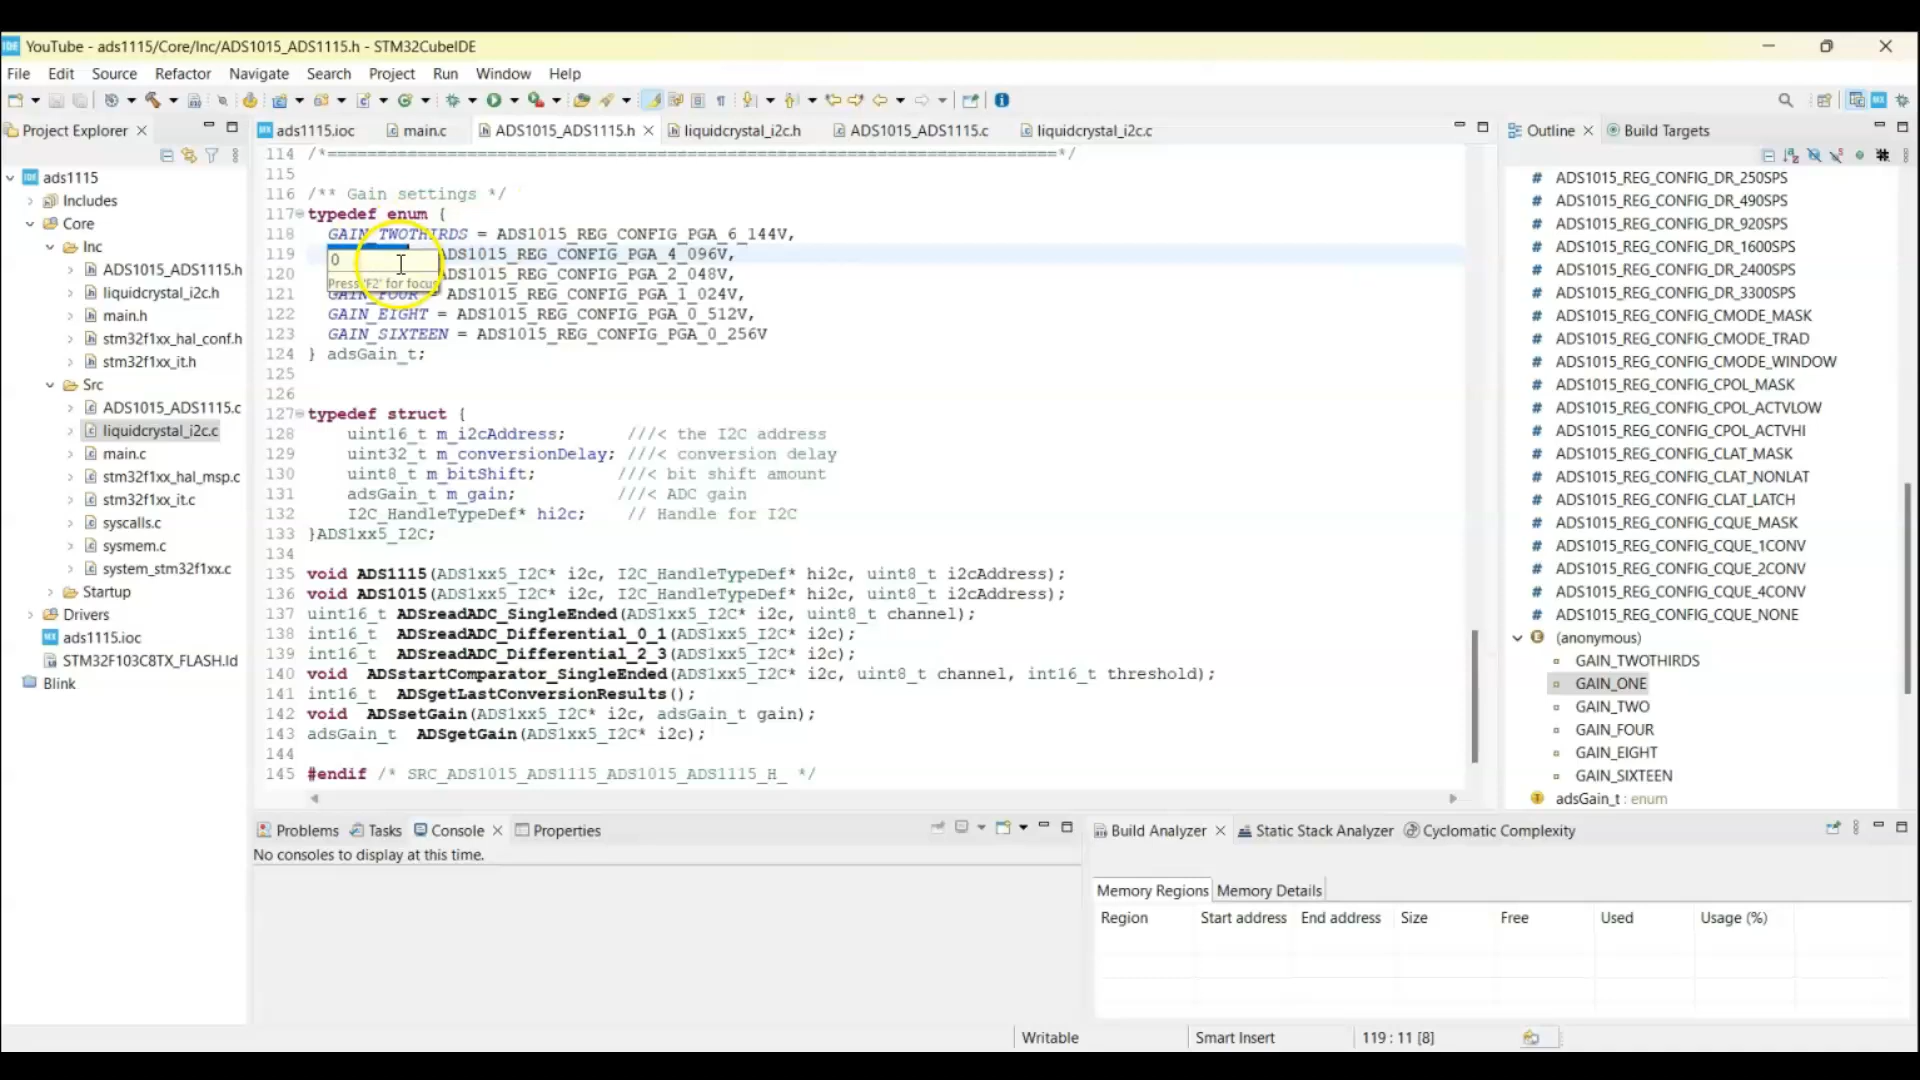 YouTube - ads1115/Core/Inc/ADS1015_ADS1115.h - STM32CubeIDE
File Edit Source Refactor Navigate Search Project Run Window Help
Project Explorer
ads1115
Includes
Core
Inc
ADS1015_ADS1115.h
liquidcrystal_i2c.h
main.h
stm32f1xx_hal_conf.h
stm32f1xx_it.h
Src
ADS1015_ADS1115.c
liquidcrystal_i2c.c
main.c
stm32f1xx_hal_msp.c
stm32f1xx_it.c
syscalls.c
sysmem.c
system_stm32f1xx.c
Startup
Drivers
ads1115.ioc
STM32F103C8TX_FLASH.ld
Blink
ads1115.ioc main.c ADS1015_ADS1115.h liquidcrystal_i2c.h ADS1015_ADS1115.c liquidcrystal_i2c.c
114 /*=========================================================================*/
115
116 /** Gain settings */
117 typedef enum {
118 GAIN_TWOTHIRDS = ADS1015_REG_CONFIG_PGA_6_144V,
119 ADS1015_REG_CONFIG_PGA_4_096V,
0
120 ADS1015_REG_CONFIG_PGA_2_048V,
Press 'F2' for focus
121 GAIN_FOUR = ADS1015_REG_CONFIG_PGA_1_024V,
122 GAIN_EIGHT = ADS1015_REG_CONFIG_PGA_0_512V,
123 GAIN_SIXTEEN = ADS1015_REG_CONFIG_PGA_0_256V
124 } adsGain_t;
125
126
127 typedef struct {
128 uint16_t m_i2cAddress; ///< the I2C address
129 uint32_t m_conversionDelay; ///< conversion delay
130 uint8_t m_bitShift; ///< bit shift amount
131 adsGain_t m_gain; ///< ADC gain
132 I2C_HandleTypeDef* hi2c; // Handle for I2C
133 }ADS1xx5_I2C;
134
135 void ADS1115(ADS1xx5_I2C* i2c, I2C_HandleTypeDef* hi2c, uint8_t i2cAddress);
136 void ADS1015(ADS1xx5_I2C* i2c, I2C_HandleTypeDef* hi2c, uint8_t i2cAddress);
137 uint16_t ADSreadADC_SingleEnded(ADS1xx5_I2C* i2c, uint8_t channel);
138 int16_t ADSreadADC_Differential_0_1(ADS1xx5_I2C* i2c);
139 int16_t ADSreadADC_Differential_2_3(ADS1xx5_I2C* i2c);
140 void ADSstartComparator_SingleEnded(ADS1xx5_I2C* i2c, uint8_t channel, int16_t threshold);
141 int16_t ADSgetLastConversionResults();
142 void ADSsetGain(ADS1xx5_I2C* i2c, adsGain_t gain);
143 adsGain_t ADSgetGain(ADS1xx5_I2C* i2c);
144
145 #endif /* SRC_ADS1015_ADS1115_ADS1015_ADS1115_H_ */
Outline Build Targets
ADS1015_REG_CONFIG_DR_250SPS
ADS1015_REG_CONFIG_DR_490SPS
ADS1015_REG_CONFIG_DR_920SPS
ADS1015_REG_CONFIG_DR_1600SPS
ADS1015_REG_CONFIG_DR_2400SPS
ADS1015_REG_CONFIG_DR_3300SPS
ADS1015_REG_CONFIG_CMODE_MASK
ADS1015_REG_CONFIG_CMODE_TRAD
ADS1015_REG_CONFIG_CMODE_WINDOW
ADS1015_REG_CONFIG_CPOL_MASK
ADS1015_REG_CONFIG_CPOL_ACTVLOW
ADS1015_REG_CONFIG_CPOL_ACTVHI
ADS1015_REG_CONFIG_CLAT_MASK
ADS1015_REG_CONFIG_CLAT_NONLAT
ADS1015_REG_CONFIG_CLAT_LATCH
ADS1015_REG_CONFIG_CQUE_MASK
ADS1015_REG_CONFIG_CQUE_1CONV
ADS1015_REG_CONFIG_CQUE_2CONV
ADS1015_REG_CONFIG_CQUE_4CONV
ADS1015_REG_CONFIG_CQUE_NONE
(anonymous)
GAIN_TWOTHIRDS
GAIN_ONE
GAIN_TWO
GAIN_FOUR
GAIN_EIGHT
GAIN_SIXTEEN
adsGain_t : enum
Problems Tasks Console Properties
No consoles to display at this time.
Build Analyzer Static Stack Analyzer Cyclomatic Complexity
Memory Regions Memory Details
Region Start address End address Size Free Used Usage (%)
Writable Smart Insert 119 : 11 [8]